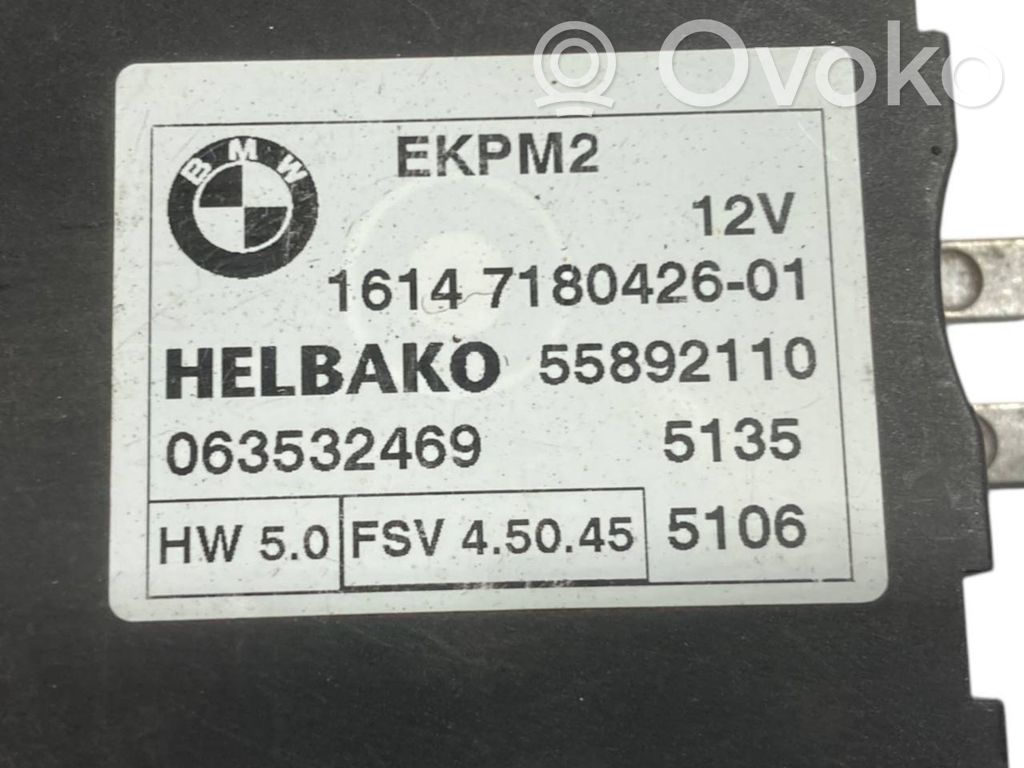 Ovoko
BMW
EKPM2
12V
1614 7180426-01
HELBAKO 55892110
063532469 5135
HW 5.0 FSV 4.50.45 5106